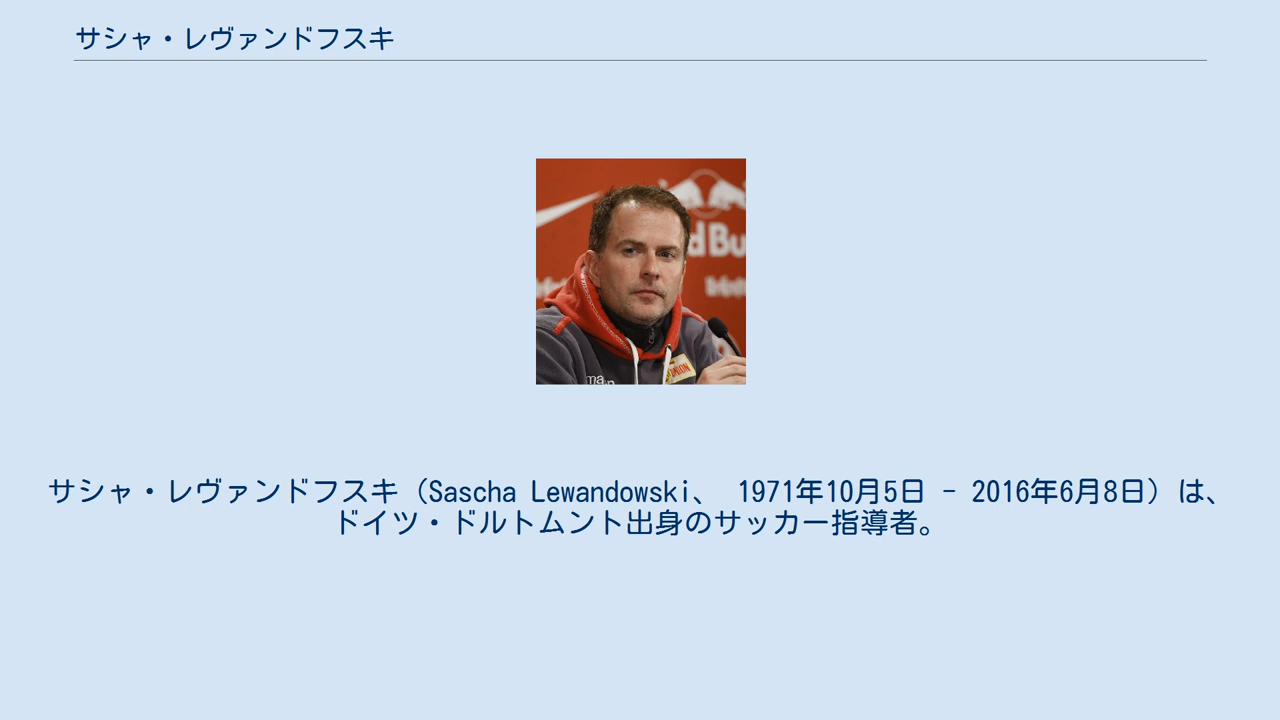 サシャ・レヴァンドフスキ
d Bu
ma
UNION
サシャ・レヴァンドフスキ（Sascha Lewandowski、 1971年10月5日 - 2016年6月8日）は、
ドイツ・ドルトムント出身のサッカー指導者。